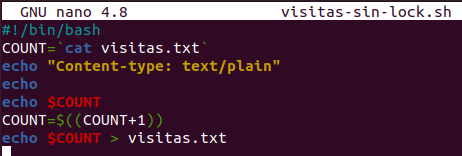 GNU nano 4.8 visitas-sin-lock.sh
#!/bin/bash
COUNT=`cat visitas.txt`
echo "Content-type: text/plain"
echo
echo $COUNT
COUNT=$((COUNT+1))
echo $COUNT > visitas.txt